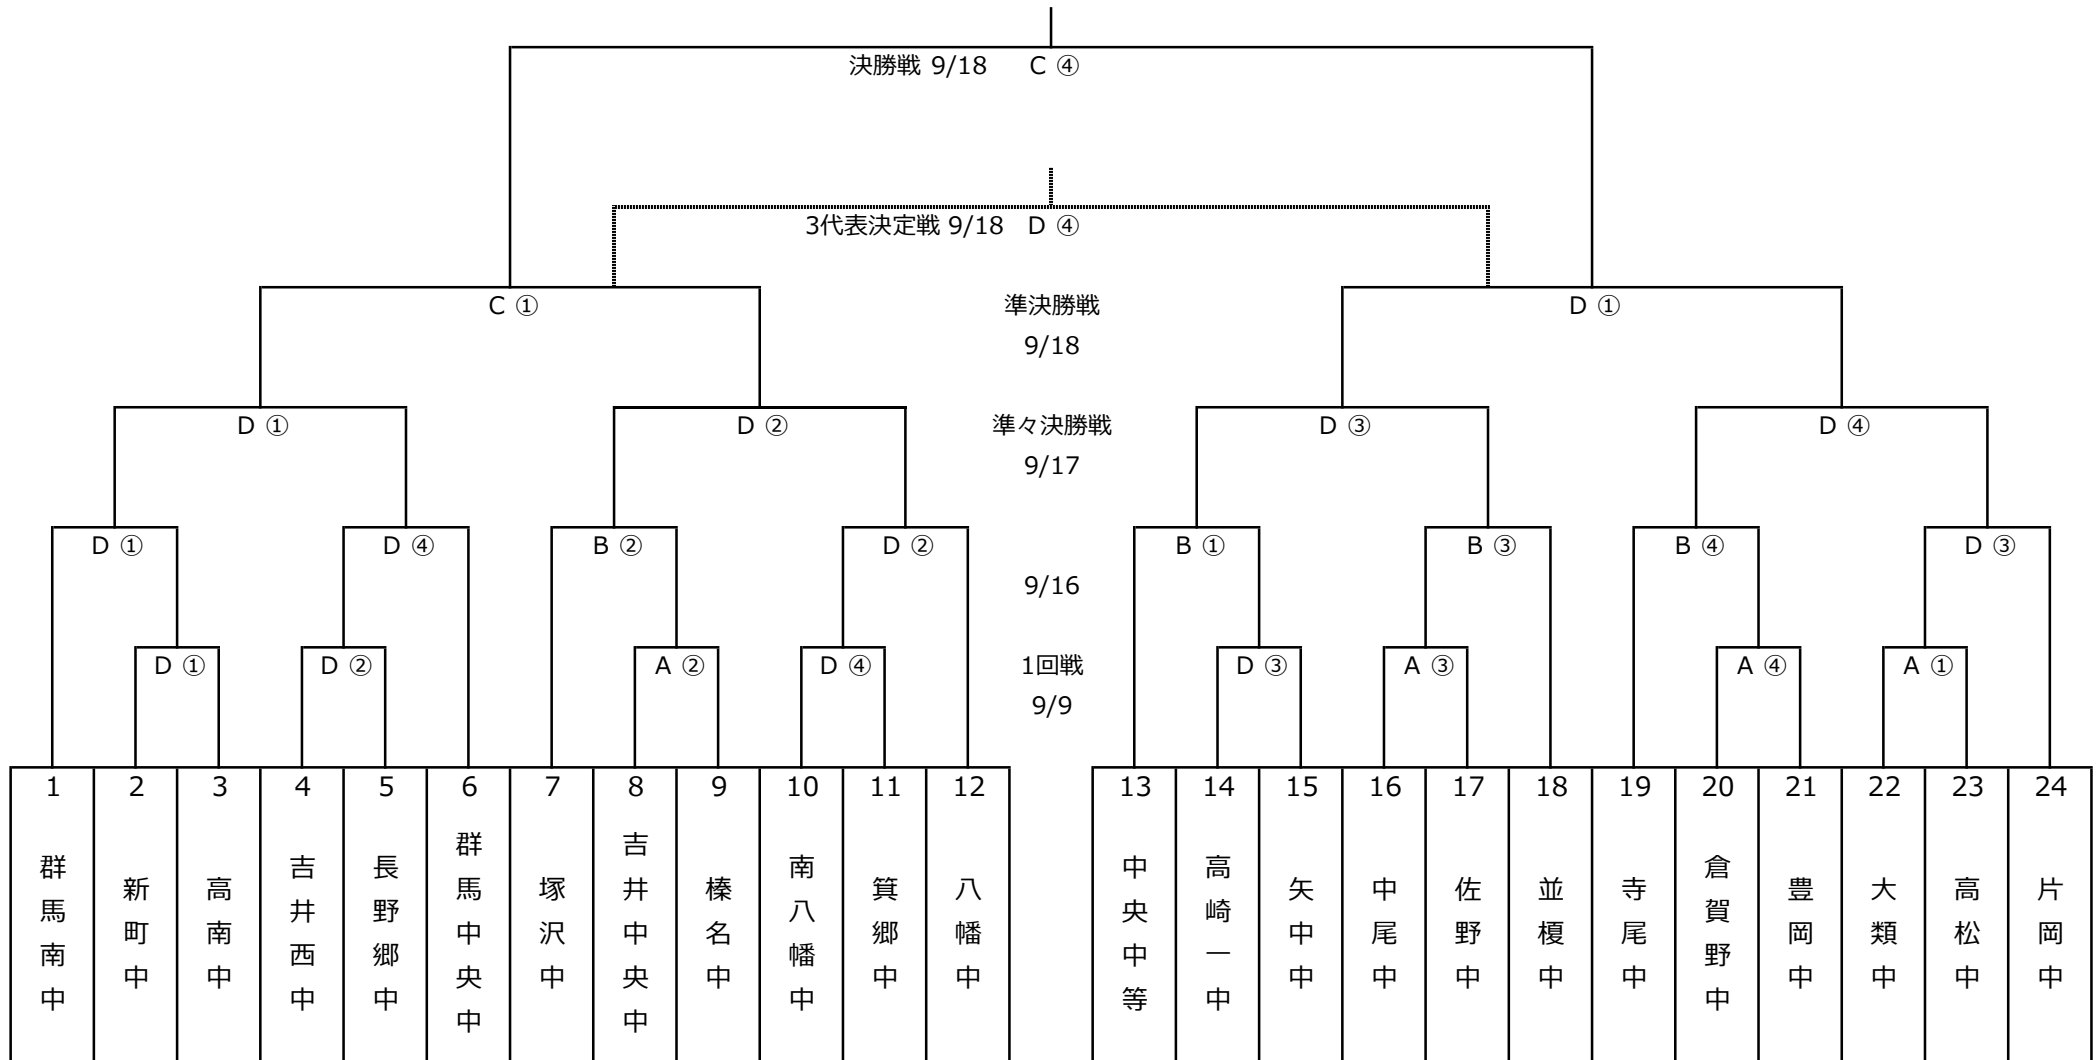 決勝戦 9/18 C ④
3代表決定戦 9/18 D ④
C ① 準決勝戦 D ①
9/18
D ① D ② 準々決勝戦 D ③ D ④
9/17
D ① D ④ B ② D ② B ① B ③ B ④ D ③
9/16
D ① D ② A ② D ④ 1回戦 D ③ A ③ A ④ A ①
9/9
1 2 3 4 5 6 7 8 9 10 11 12 13 14 15 16 17 18 19 20 21 22 23 24
群馬南中
新町中
高南中
吉井西中
長野郷中
群馬中央中
塚沢中
吉井中央中
榛名中
南八幡中
箕郷中
八幡中
中央中等
高崎一中
矢中中
中尾中
佐野中
並榎中
寺尾中
倉賀野中
豊岡中
大類中
高松中
片岡中